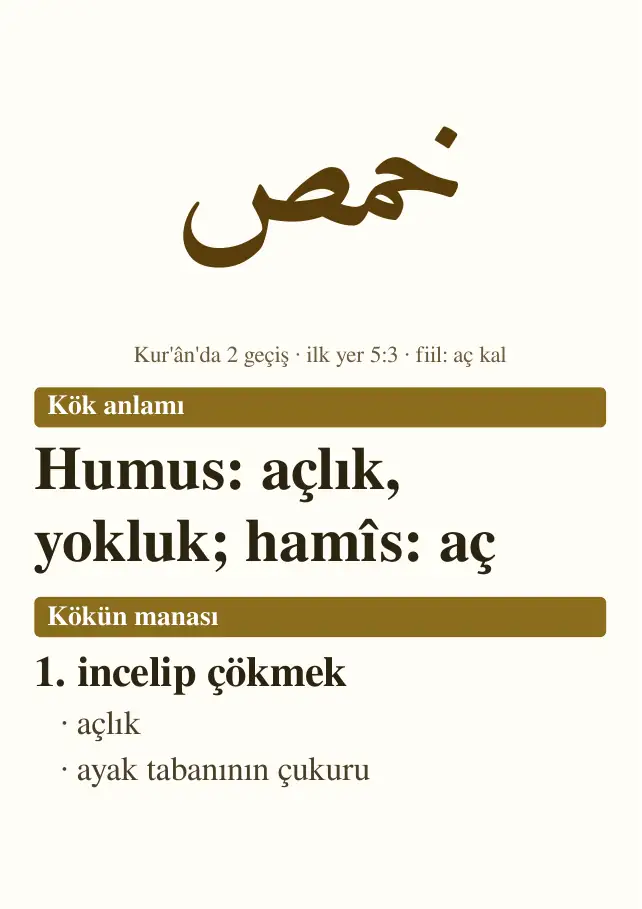 خمص
Kur'ân'da 2 geçiş · ilk yer 5:3 · fiil: aç kal
Kök anlamı
Humus: açlık,
yokluk; hamîs: aç
Kökün manası
1. incelip çökmek
· açlık
· ayak tabanının çukuru